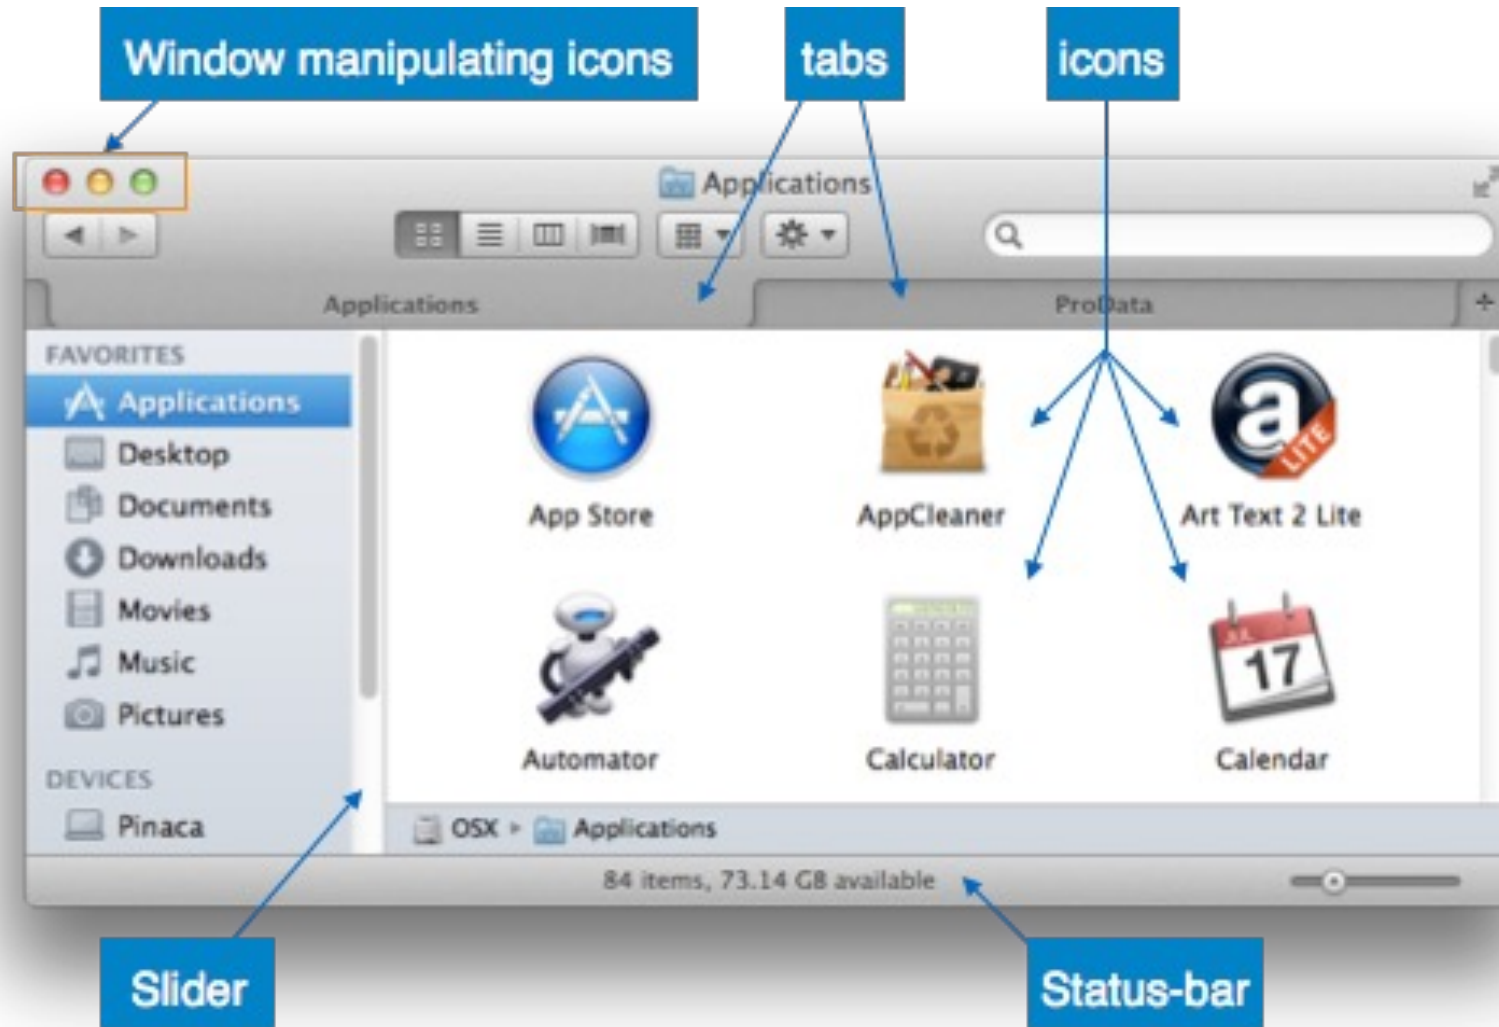 Window manipulating icons
tabs
icons
Applications
Applications
ProData
+
FAVORITES
Applications
Desktop
Documents
Downloads
Movies
Music
Pictures
DEVICES
Pinaca
a
LITE
App Store
AppCleaner
Art Text 2 Lite
JUL
17
Automator
Calculator
Calendar
OSX ▸ Applications
84 items, 73.14 GB available
Slider
Status-bar